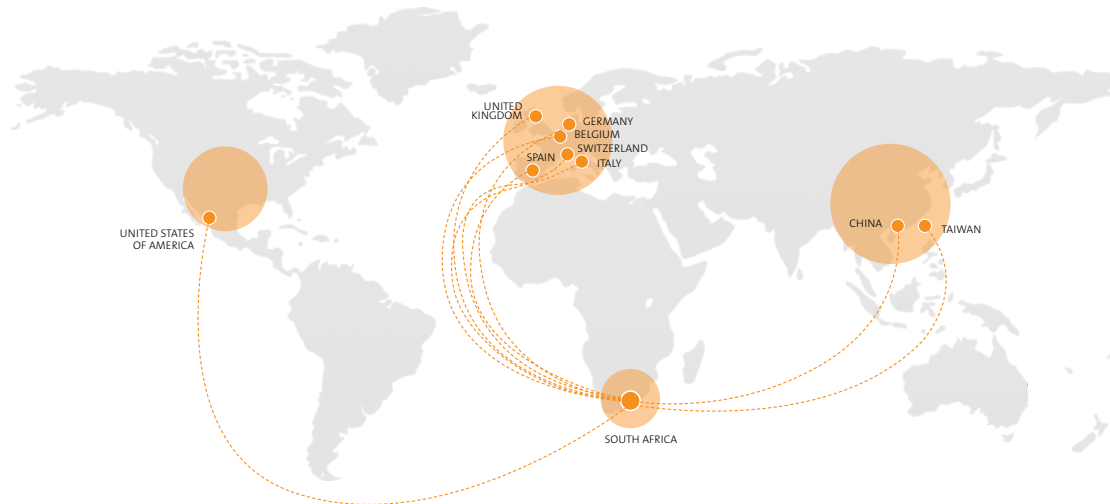 UNITED
KINGDOM
GERMANY
BELGIUM
SWITZERLAND
SPAIN
ITALY
UNITED STATES
OF AMERICA
CHINA
TAIWAN
SOUTH AFRICA